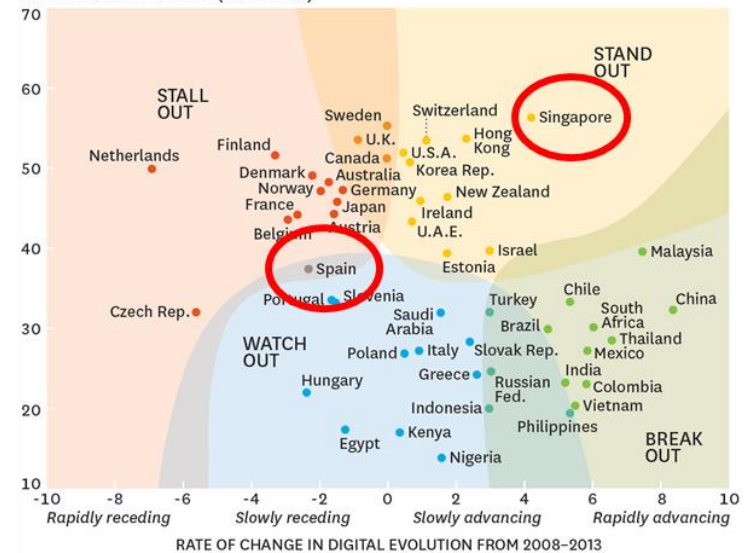 70
60
50
40
30
20
10
STALL
OUT
STAND
OUT
WATCH
OUT
BREAK
OUT
Sweden
Switzerland
Singapore
U.K.
Hong
Kong
Netherlands
Finland
Canada
U.S.A.
Korea Rep.
Denmark
Australia
Norway
Germany
New Zealand
France
Japan
Ireland
Belgium
Austria
U.A.E.
Spain
Estonia
Israel
Malaysia
Portugal
Slovenia
Czech Rep.
Saudi
Arabia
Turkey
Chile
China
Brazil
South
Africa
Poland
Italy
Slovak Rep.
Thailand
Mexico
Hungary
Greece
Russian
Fed.
India
Colombia
Indonesia
Vietnam
Philippines
Egypt
Kenya
Nigeria
-10 -8 -6 -4 -2 0 2 4 6 8 10
Rapidly receding Slowly receding Slowly advancing Rapidly advancing
RATE OF CHANGE IN DIGITAL EVOLUTION FROM 2008–2013